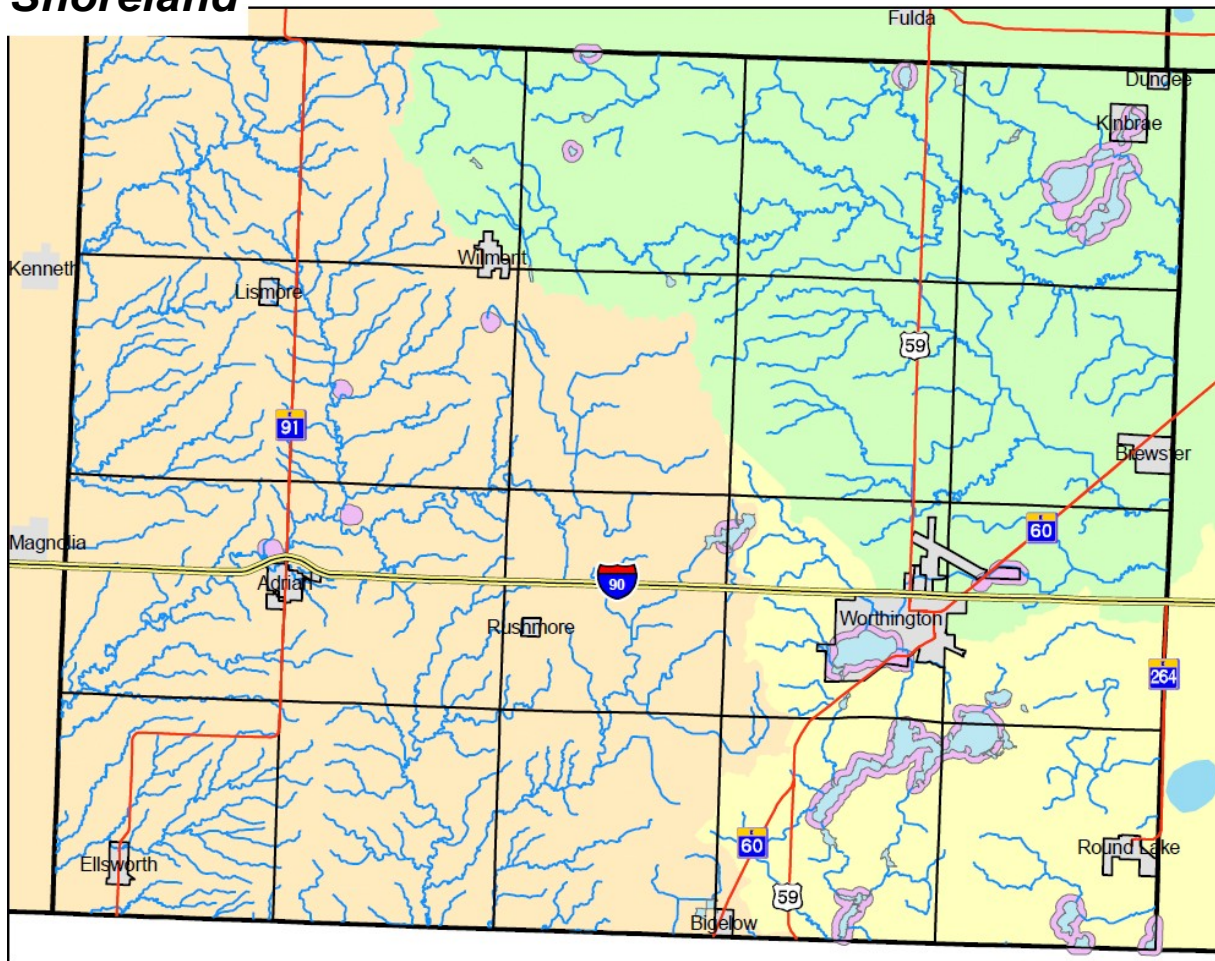 Shoreland
Fulda
Dundee
Kinbrae
Wilmont
Kenneth
Lismore
59
91
Brewster
60
Magnolia
Adrian
90
Worthington
Rushmore
264
60
Round Lake
Ellsworth
59
Bigelow